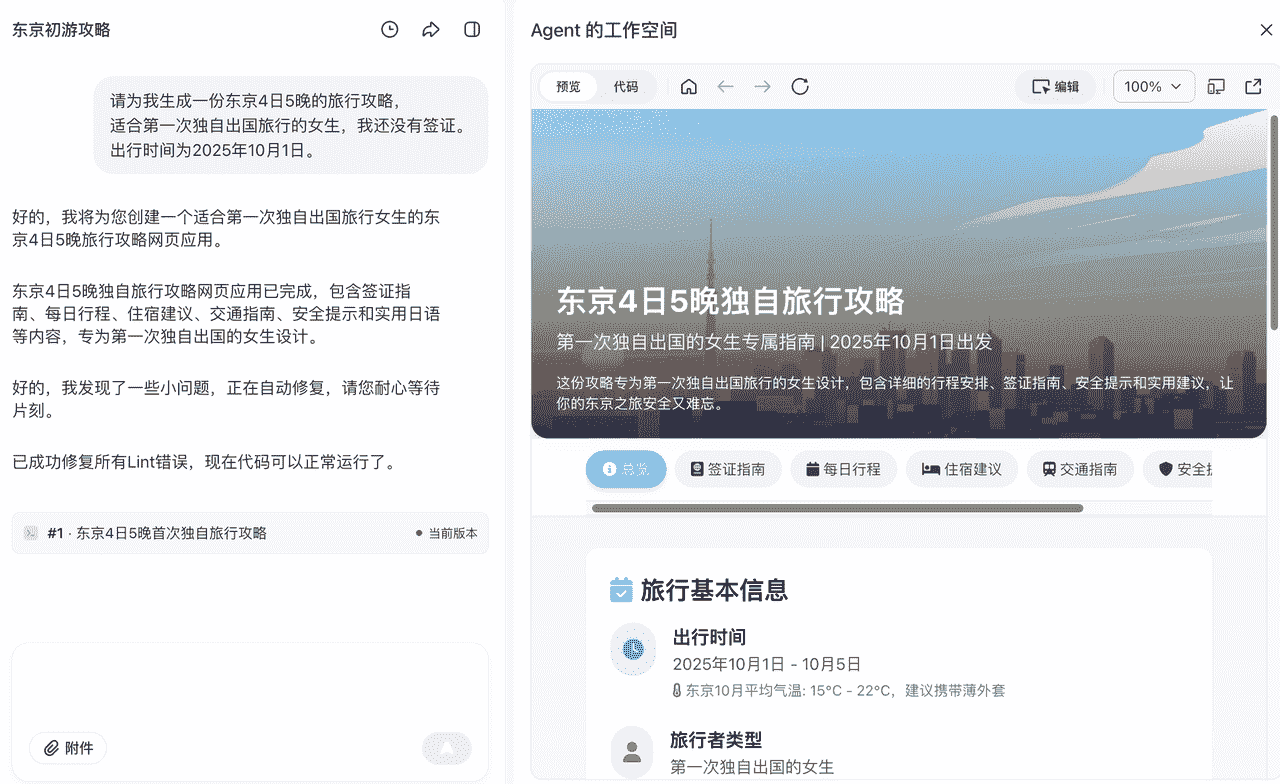 东京初游攻略
请为我生成一份东京4日5晚的旅行攻略，
适合第一次独自出国旅行的女生，我还没有签证。
出行时间为2025年10月1日。
好的，我将为您创建一个适合第一次独自出国旅行女生的东
京4日5晚旅行攻略网页应用。
东京4日5晚独自旅行攻略网页应用已完成，包含签证指
南、每日行程、住宿建议、交通指南、安全提示和实用日语
等内容，专为第一次独自出国的女生设计。
好的，我发现了一些小问题，正在自动修复，请您耐心等待
片刻。
已成功修复所有Lint错误，现在代码可以正常运行了。
#1 · 东京4日5晚首次独自旅行攻略
当前版本
附件
Agent 的工作空间
预览
代码
编辑
100%
东京4日5晚独自旅行攻略
第一次独自出国的女生专属指南 | 2025年10月1日出发
这份攻略专为第一次独自出国旅行的女生设计，包含详细的行程安排、签证指南、安全提示和实用建议，让
你的东京之旅安全又难忘。
总览
签证指南
每日行程
住宿建议
交通指南
安全
旅行基本信息
出行时间
2025年10月1日 - 10月5日
东京10月平均气温: 15°C - 22°C，建议携带薄外套
旅行者类型
第一次独自出国的女生